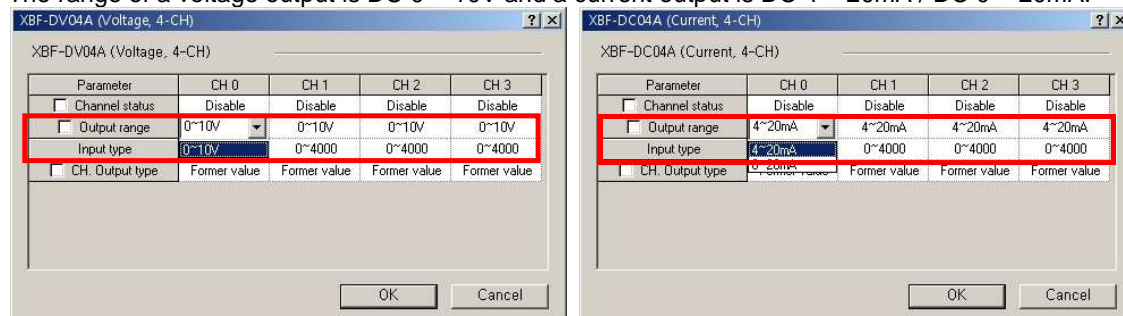 The range of a voltage output is DC 0 ~ 10V and a current output is DC 4 ~ 20mA / DC 0 ~ 20mA.
XBF-DV04A (Voltage, 4-CH)
XBF-DV04A (Voltage, 4-CH)
Parameter CH 0 CH 1 CH 2 CH 3
Channel status Disable Disable Disable Disable
Output range 0~10V 0~10V 0~10V 0~10V
Input type 0~10V 0~4000 0~4000 0~4000
CH. Output type Former value Former value Former value Former value
OK Cancel
XBF-DC04A (Current, 4-CH)
XBF-DC04A (Current, 4-CH)
Parameter CH 0 CH 1 CH 2 CH 3
Channel status Disable Disable Disable Disable
Output range 4~20mA 4~20mA 4~20mA 4~20mA
Input type 4~20mA 0~4000 0~4000 0~4000
0~20mA
CH. Output type Former value Former value Former value Former value
OK Cancel